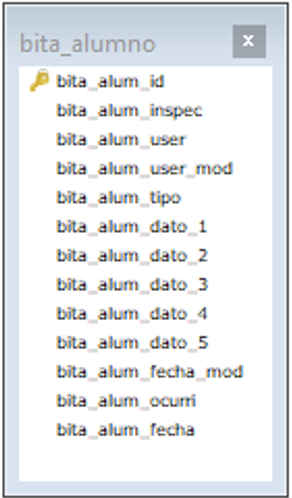 bita_alumno x
bita_alum_id
bita_alum_inspec
bita_alum_user
bita_alum_user_mod
bita_alum_tipo
bita_alum_dato_1
bita_alum_dato_2
bita_alum_dato_3
bita_alum_dato_4
bita_alum_dato_5
bita_alum_fecha_mod
bita_alum_ocurri
bita_alum_fecha